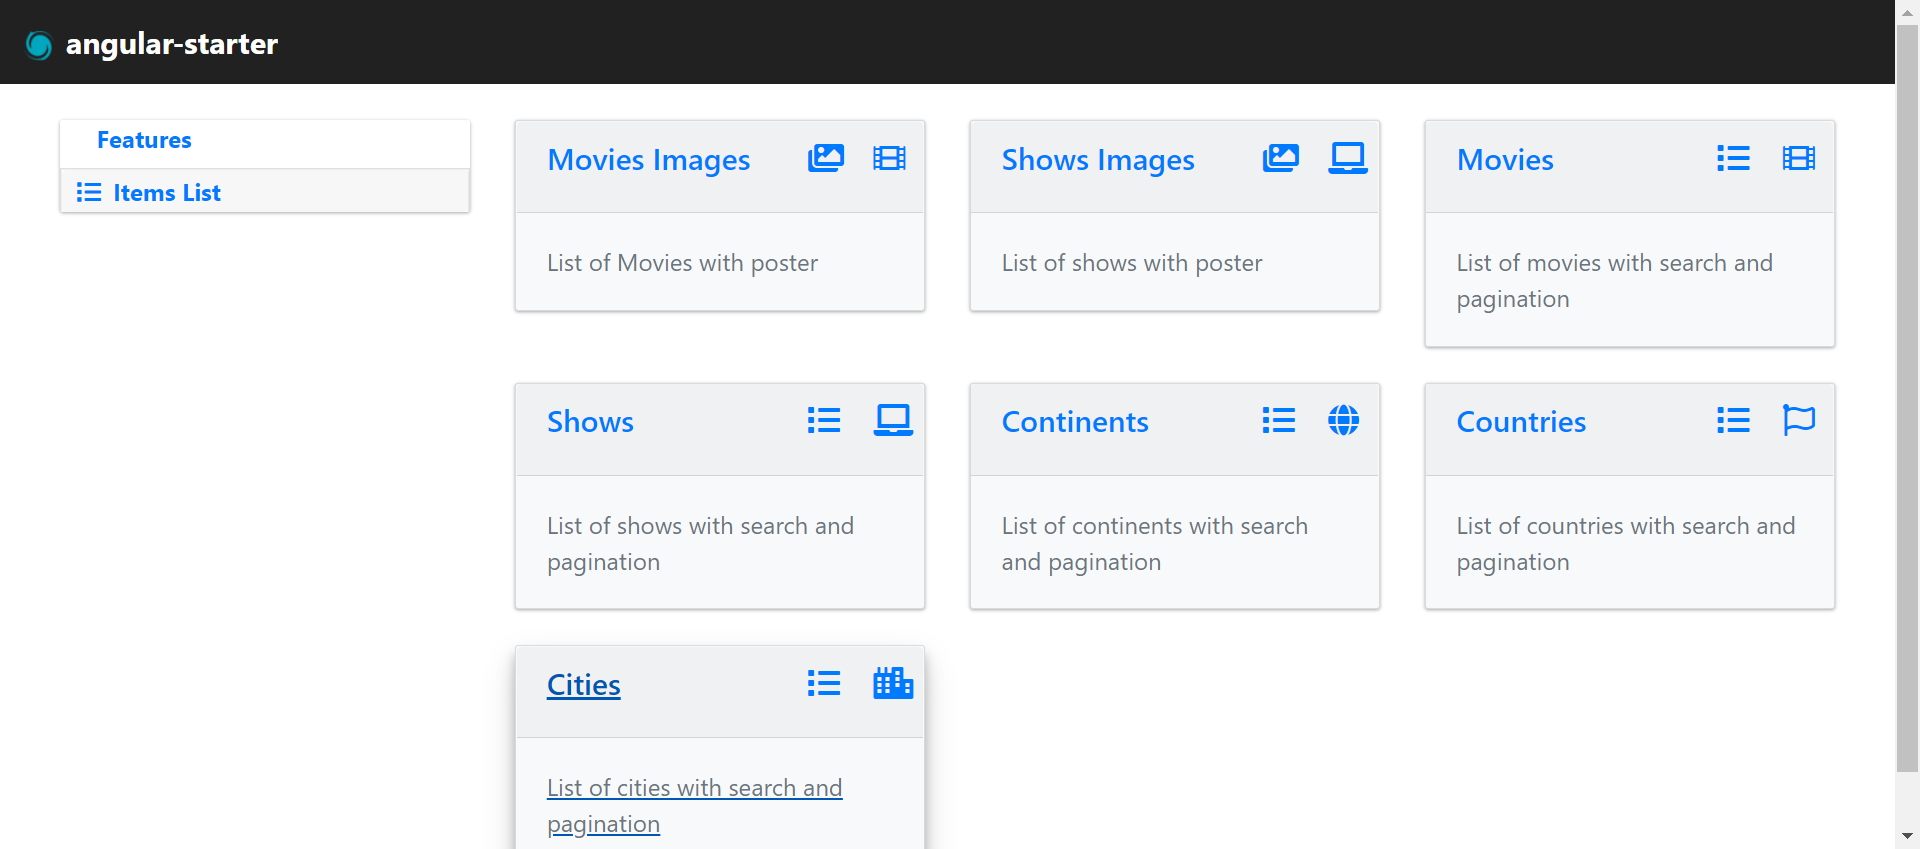 angular-starter
Features
Items List
Movies Images
List of Movies with poster
Shows Images
List of shows with poster
Movies
List of movies with search and
pagination
Shows
List of shows with search and
pagination
Continents
List of continents with search
and pagination
Countries
List of countries with search and
pagination
Cities
List of cities with search and
pagination